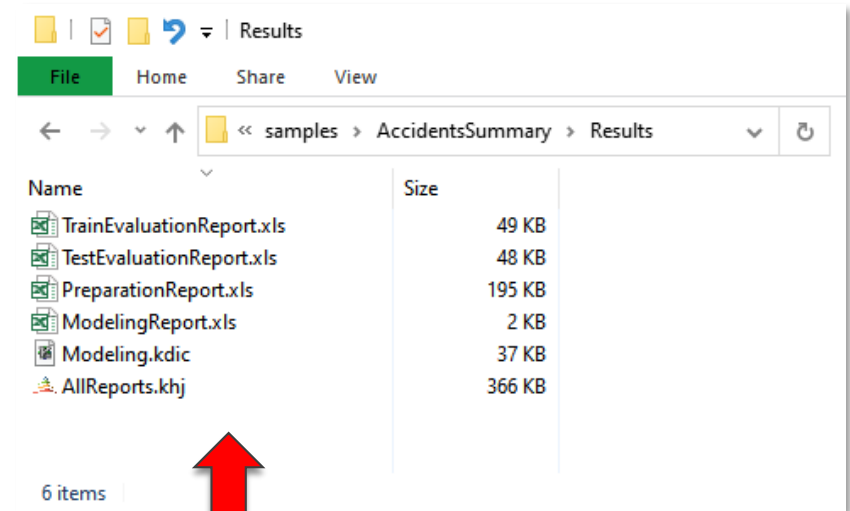 Results
File Home Share View
« samples > AccidentsSummary > Results
Name Size
TrainEvaluationReport.xls 49 KB
TestEvaluationReport.xls 48 KB
PreparationReport.xls 195 KB
ModelingReport.xls 2 KB
Modeling.kdic 37 KB
AllReports.khj 366 KB
6 items